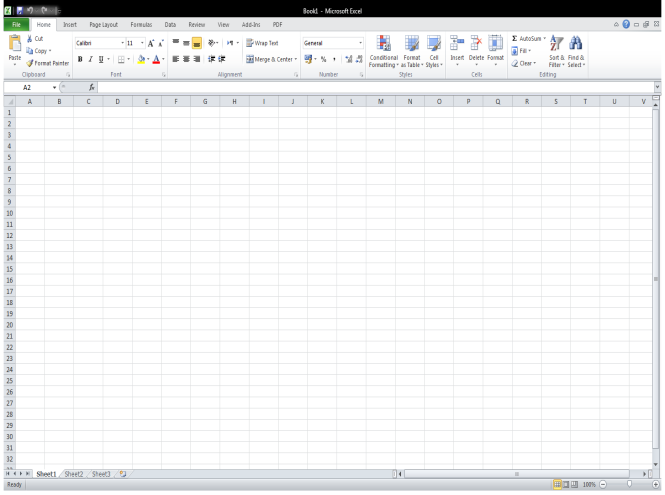 Book1 - Microsoft Excel
File Home Insert Page Layout Formulas Data Review View Add-Ins PDF
Cut
Copy
Format Painter
Paste
Clipboard
Calibri 11
B I U
Font
Wrap Text
Merge & Center
Alignment
General
Number
Conditional Formatting
Format as Table
Cell Styles
Styles
Insert Delete Format
Cells
Σ AutoSum
Fill
Clear
Sort & Filter
Find & Select
Editing
A2 fx
A B C D E F G H I J K L M N O P Q R S T U V
1
2
3
4
5
6
7
8
9
10
11
12
13
14
15
16
17
18
19
20
21
22
23
24
25
26
27
28
29
30
31
32
Sheet1 Sheet2 Sheet3
Ready 100%